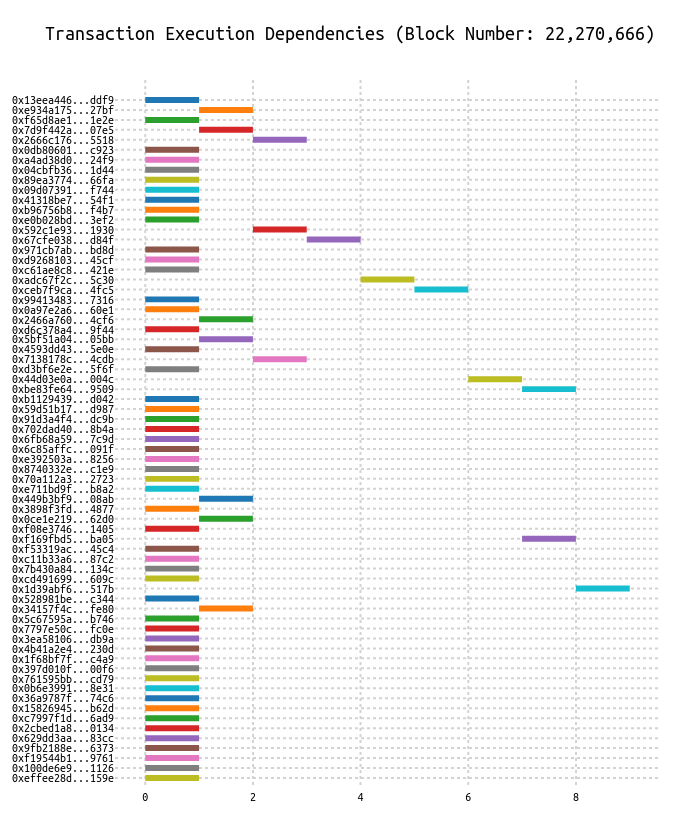 Transaction Execution Dependencies (Block Number: 22,270,666)
0x13eea446...ddf9
0xe934a175...27bf
0xf65d8ae1...1e2e
0x7d9f442a...07e5
0x2666c176...5518
0x0db80601...c923
0xa4ad38d0...24f9
0x04cbfb36...1d44
0x89ea3774...66fa
0x09d07391...f744
0x41318be7...54f1
0xb96756b8...f4b7
0xe0b028bd...3ef2
0x592c1e93...1930
0x67cfe038...d84f
0x971cb7ab...bd8d
0xd9268103...45cf
0xc61ae8c8...421e
0xadc67f2c...5c30
0xceb7f9ca...4fc5
0x99413483...7316
0x0a97e2a6...60e1
0x2466a760...4cf6
0xd6c378a4...9f44
0x5bf51a04...05bb
0x4593dd43...5e0e
0x7138178c...4cdb
0xd3bf6e2e...5f6f
0x44d03e0a...004c
0xbe83fe64...9509
0xb1129439...d042
0x59d51b17...d987
0x91d3a4f4...dc9b
0x702dad40...8b4a
0x6fb68a59...7c9d
0x6c85affc...091f
0xe392503a...8256
0x8740332e...c1e9
0x70a112a3...2723
0xe711bd9f...b8a2
0x449b3bf9...08ab
0x3898f3fd...4877
0x0ce1e219...62d0
0xf08e3746...1405
0xf169fbd5...ba05
0xf53319ac...45c4
0xc11b33a6...87c2
0x7b430a84...134c
0xcd491699...609c
0x1d39abf6...517b
0x528981be...c344
0x34157f4c...fe80
0x5c67595a...b746
0x7797e50c...fc0e
0x3ea58106...db9a
0x4b41a2e4...230d
0x1f68bf7f...c4a9
0x397d010f...00f6
0x761595bb...cd79
0x0b6e3991...8e31
0x36a9787f...74c6
0x15826945...b62d
0xc7997f1d...6ad9
0x2cbed1a8...0134
0x629dd3aa...83cc
0x9fb2188e...6373
0xf19544b1...9761
0x100de6e9...1126
0xeffee28d...159e
0 2 4 6 8